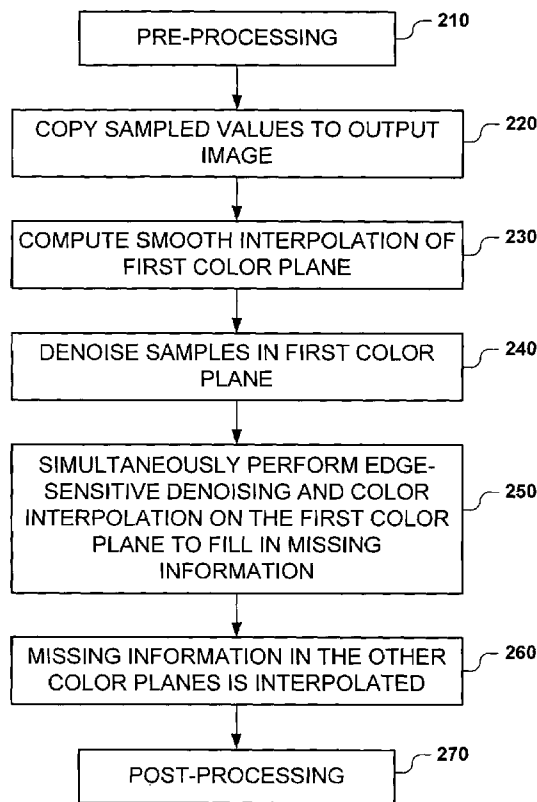 PRE-PROCESSING
210
COPY SAMPLED VALUES TO OUTPUT
IMAGE
220
COMPUTE SMOOTH INTERPOLATION OF
FIRST COLOR PLANE
230
DENOISE SAMPLES IN FIRST COLOR
PLANE
240
SIMULTANEOUSLY PERFORM EDGE-
SENSITIVE DENOISING AND COLOR
INTERPOLATION ON THE FIRST COLOR
PLANE TO FILL IN MISSING
INFORMATION
250
MISSING INFORMATION IN THE OTHER
COLOR PLANES IS INTERPOLATED
260
POST-PROCESSING
270